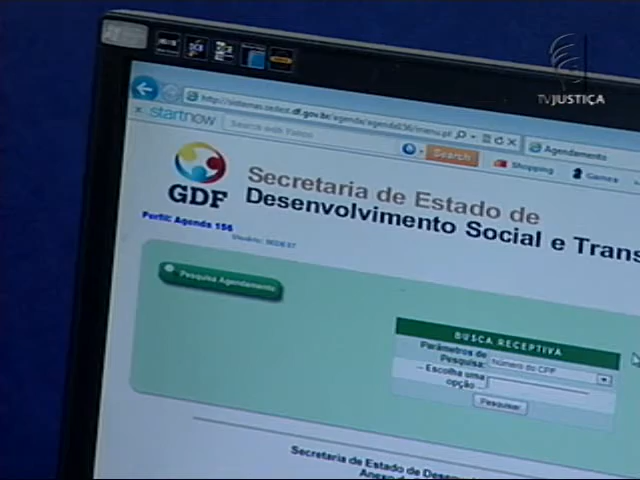 TVJUSTIÇA
startnow
Search
Shopping
Games
Agendamento
GDF
Secretaria de Estado de
Desenvolvimento Social e Trans
Perfil: Agenda 156
Pesquisa Agendamento
BUSCA RECEPTIVA
Parâmetros de
Pesquisa:
Número do CPF
-- Escolha uma
opção --
Pesquisar
Secretaria de Estado de Desen